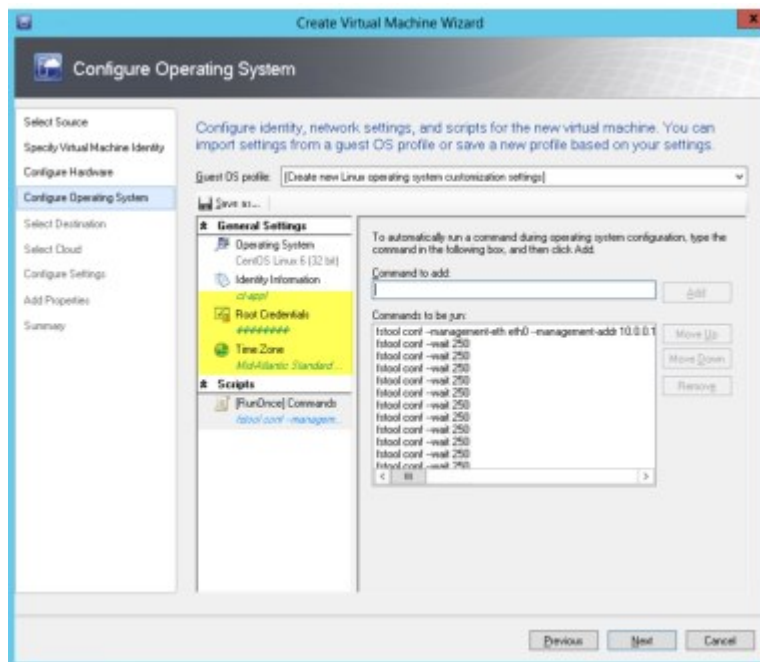 Create Virtual Machine Wizard
x
Configure Operating System
Select Source
Specify Virtual Machine Identity
Configure Hardware
Configure Operating System
Select Destination
Select Cloud
Configure Settings
Add Properties
Summary
Configure identity, network settings, and scripts for the new virtual machine. You can
import settings from a guest OS profile or save a new profile based on your settings.
Guest OS profile: [Create new Linux operating system customization settings]
Save as...
General Settings
Operating System
CentOS Linux 6 (32 bit)
Identity Information
Root Credentials
########
Time Zone
Mid-Atlantic Standard ...
Scripts
[RunOnce] Commands
fstool conf --managem...
To automatically run a command during operating system configuration, type the
command in the following box, and then click Add.
Command to add:
Add
Commands to be run:
fstool conf --management-eth eth0 --management-addr 10.0.0.1
fstool conf --wait 250
fstool conf --wait 250
fstool conf --wait 250
fstool conf --wait 250
fstool conf --wait 250
fstool conf --wait 250
fstool conf --wait 250
fstool conf --wait 250
fstool conf --wait 250
fstool conf --wait 250
fstool conf --wait 250
Move Up
Move Down
Remove
Previous
Next
Cancel